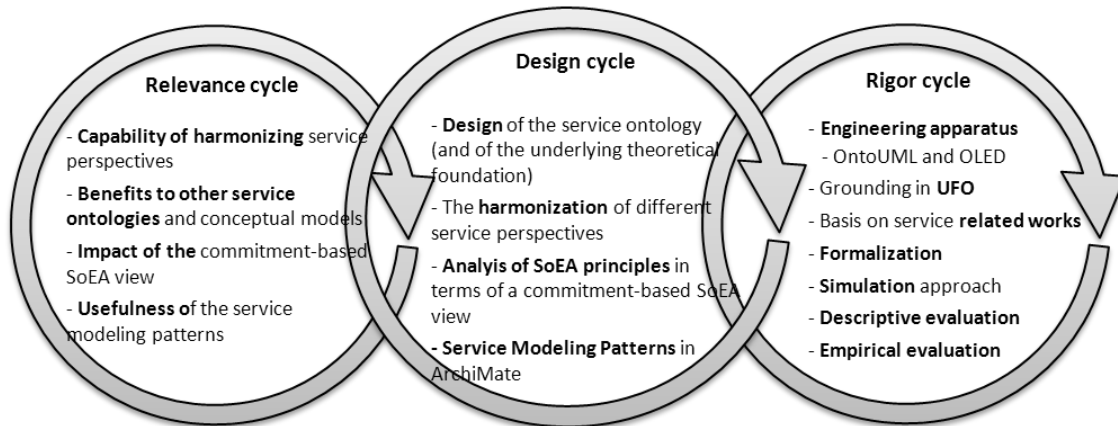 Relevance cycle
- Capability of harmonizing service
perspectives
- Benefits to other service
ontologies and conceptual models
- Impact of the commitment-based
SoEA view
- Usefulness of the service
modeling patterns
Design cycle
- Design of the service ontology
(and of the underlying theoretical
foundation)
- The harmonization of different
service perspectives
- Analyis of SoEA principles in
terms of a commitment-based SoEA
view
- Service Modeling Patterns in
ArchiMate
Rigor cycle
- Engineering apparatus
- OntoUML and OLED
- Grounding in UFO
- Basis on service related works
- Formalization
- Simulation approach
- Descriptive evaluation
- Empirical evaluation